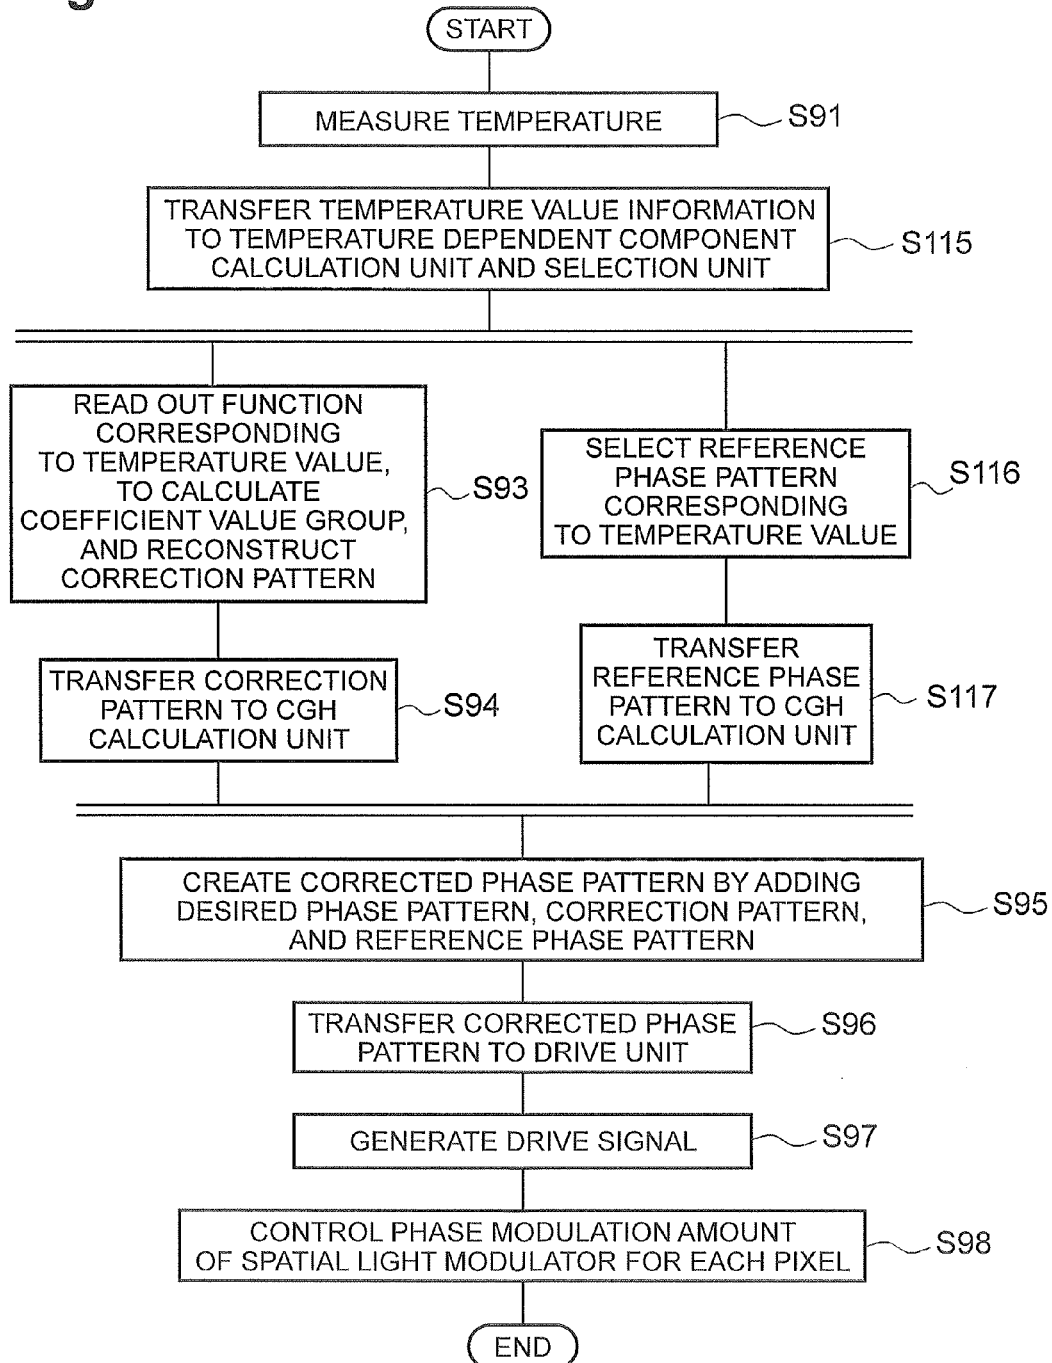 START
MEASURE TEMPERATURE
S91
TRANSFER TEMPERATURE VALUE INFORMATION
TO TEMPERATURE DEPENDENT COMPONENT
CALCULATION UNIT AND SELECTION UNIT
S115
READ OUT FUNCTION
CORRESPONDING
TO TEMPERATURE VALUE,
TO CALCULATE
COEFFICIENT VALUE GROUP,
AND RECONSTRUCT
CORRECTION PATTERN
S93
SELECT REFERENCE
PHASE PATTERN
CORRESPONDING
TO TEMPERATURE VALUE
S116
TRANSFER CORRECTION
PATTERN TO CGH
CALCULATION UNIT
S94
TRANSFER
REFERENCE PHASE
PATTERN TO CGH
CALCULATION UNIT
S117
CREATE CORRECTED PHASE PATTERN BY ADDING
DESIRED PHASE PATTERN, CORRECTION PATTERN,
AND REFERENCE PHASE PATTERN
S95
TRANSFER CORRECTED PHASE
PATTERN TO DRIVE UNIT
S96
GENERATE DRIVE SIGNAL
S97
CONTROL PHASE MODULATION AMOUNT
OF SPATIAL LIGHT MODULATOR FOR EACH PIXEL
S98
END